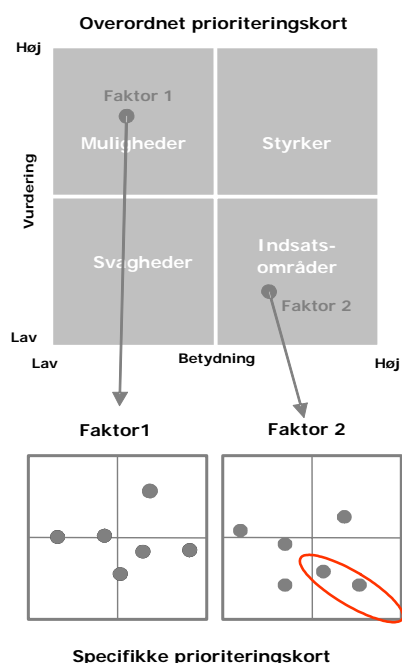 Overordnet prioriteringskort
Høj
Faktor 1
Muligheder
Styrker
Vurdering
Svagheder
Indsats-
områder
Faktor 2
Lav
Lav
Betydning
Høj
Faktor1
Faktor 2
Specifikke prioriteringskort